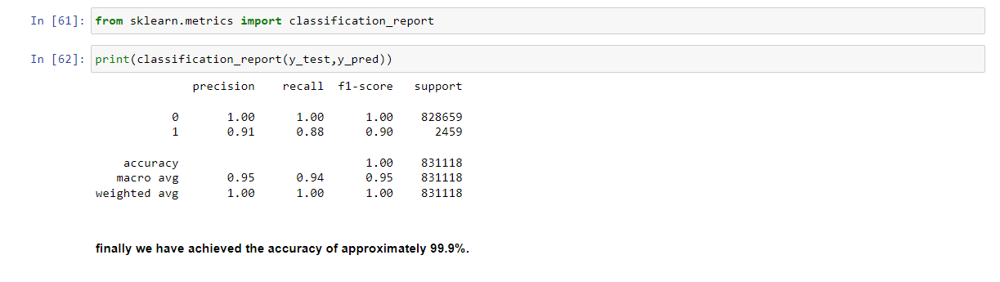 In [61]: from sklearn.metrics import classification_report
In [62]: print(classification_report(y_test,y_pred))
precision recall f1-score support
0 1.00 1.00 1.00 828659
1 0.91 0.88 0.90 2459
accuracy 1.00 831118
macro avg 0.95 0.94 0.95 831118
weighted avg 1.00 1.00 1.00 831118
finally we have achieved the accuracy of approximately 99.9%.